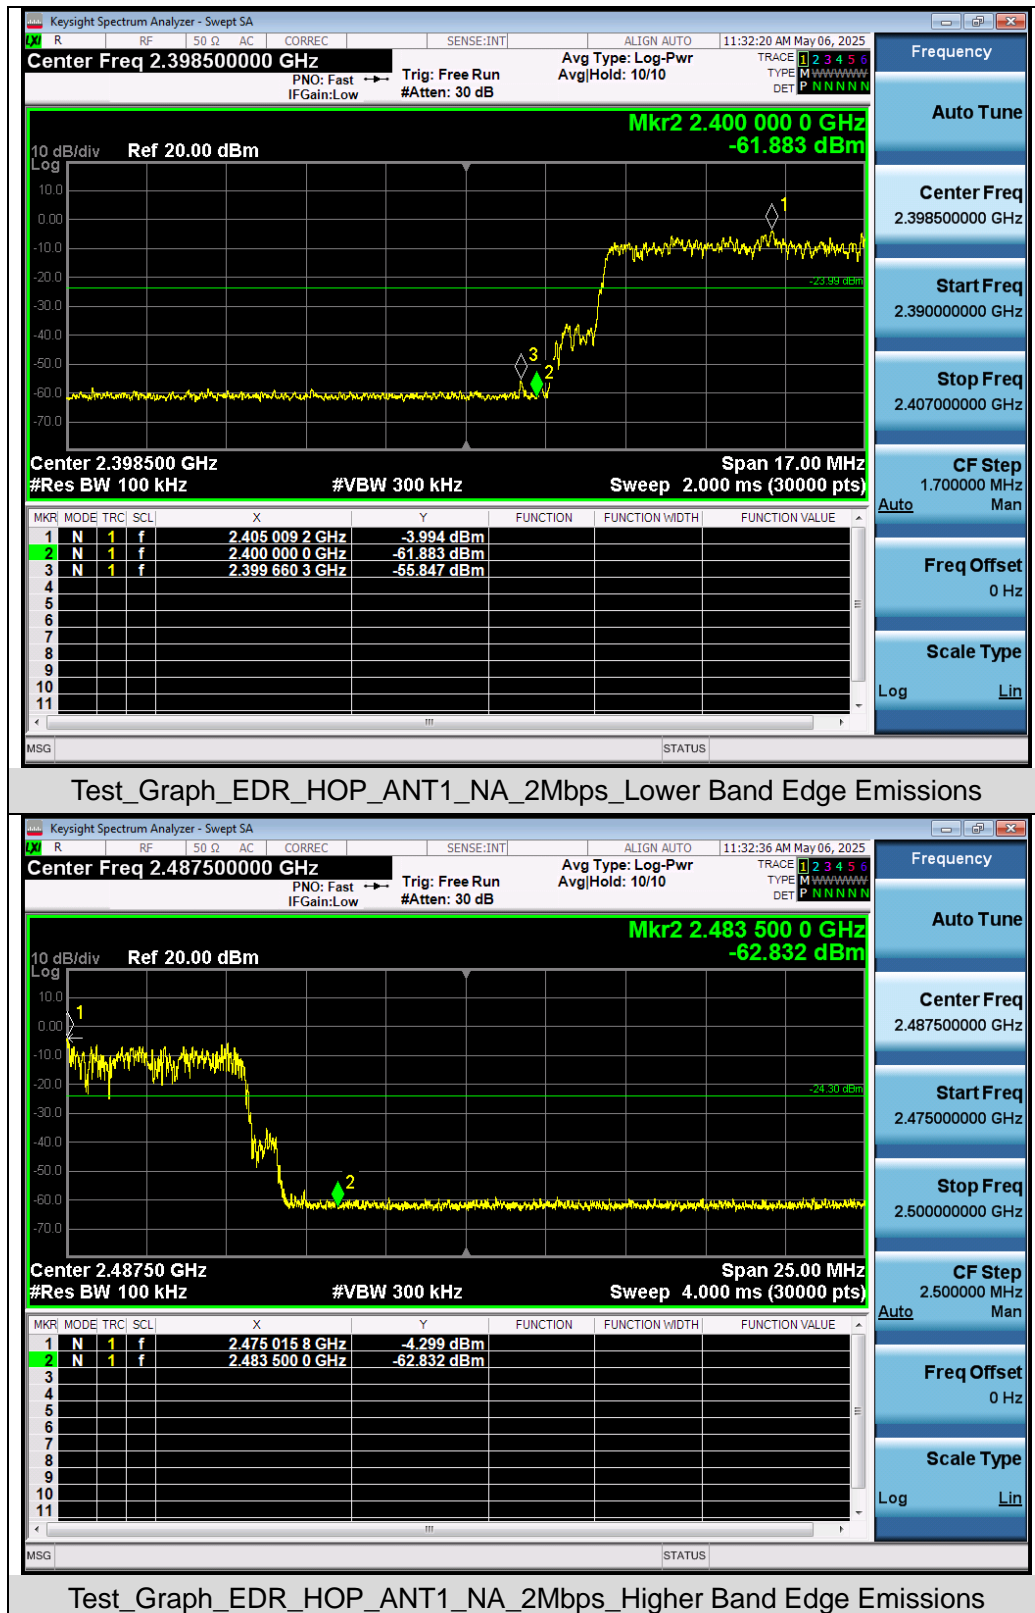 Keysight Spectrum Analyzer - Swept SA
LXI R RF 50 Ω AC CORREC SENSE:INT ALIGN AUTO 11:32:20 AM May 06, 2025
Center Freq 2.398500000 GHz Avg Type: Log-Pwr TRACE 1 2 3 4 5 6
PNO: Fast Trig: Free Run Avg|Hold: 10/10 TYPE M WWWWW
IFGain:Low #Atten: 30 dB DET P N N N N N
Frequency
Auto Tune
Center Freq
2.398500000 GHz
Start Freq
2.390000000 GHz
Stop Freq
2.407000000 GHz
CF Step
1.700000 MHz
Auto Man
Freq Offset
0 Hz
Scale Type
Log Lin
Mkr2 2.400 000 0 GHz
-61.883 dBm
10 dB/div Ref 20.00 dBm
Log
10.0
0.00
-10.0
-20.0
-30.0
-40.0
-50.0
-60.0
-70.0
1
-23.99 dBm
3
2
Center 2.398500 GHz Span 17.00 MHz
#Res BW 100 kHz #VBW 300 kHz Sweep 2.000 ms (30000 pts)
MKR MODE TRC SCL X Y FUNCTION FUNCTION WIDTH FUNCTION VALUE
1 N 1 f 2.405 009 2 GHz -3.994 dBm
2 N 1 f 2.400 000 0 GHz -61.883 dBm
3 N 1 f 2.399 660 3 GHz -55.847 dBm
4
5
6
7
8
9
10
11
MSG STATUS
Test_Graph_EDR_HOP_ANT1_NA_2Mbps_Lower Band Edge Emissions
Keysight Spectrum Analyzer - Swept SA
LXI R RF 50 Ω AC CORREC SENSE:INT ALIGN AUTO 11:32:36 AM May 06, 2025
Center Freq 2.487500000 GHz Avg Type: Log-Pwr TRACE 1 2 3 4 5 6
PNO: Fast Trig: Free Run Avg|Hold: 10/10 TYPE M WWWWW
IFGain:Low #Atten: 30 dB DET P N N N N N
Frequency
Auto Tune
Center Freq
2.487500000 GHz
Start Freq
2.475000000 GHz
Stop Freq
2.500000000 GHz
CF Step
2.500000 MHz
Auto Man
Freq Offset
0 Hz
Scale Type
Log Lin
Mkr2 2.483 500 0 GHz
-62.832 dBm
10 dB/div Ref 20.00 dBm
Log
10.0
0.00
-10.0
-20.0
-30.0
-40.0
-50.0
-60.0
-70.0
1
-24.30 dBm
2
Center 2.48750 GHz Span 25.00 MHz
#Res BW 100 kHz #VBW 300 kHz Sweep 4.000 ms (30000 pts)
MKR MODE TRC SCL X Y FUNCTION FUNCTION WIDTH FUNCTION VALUE
1 N 1 f 2.475 015 8 GHz -4.299 dBm
2 N 1 f 2.483 500 0 GHz -62.832 dBm
3
4
5
6
7
8
9
10
11
MSG STATUS
Test_Graph_EDR_HOP_ANT1_NA_2Mbps_Higher Band Edge Emissions